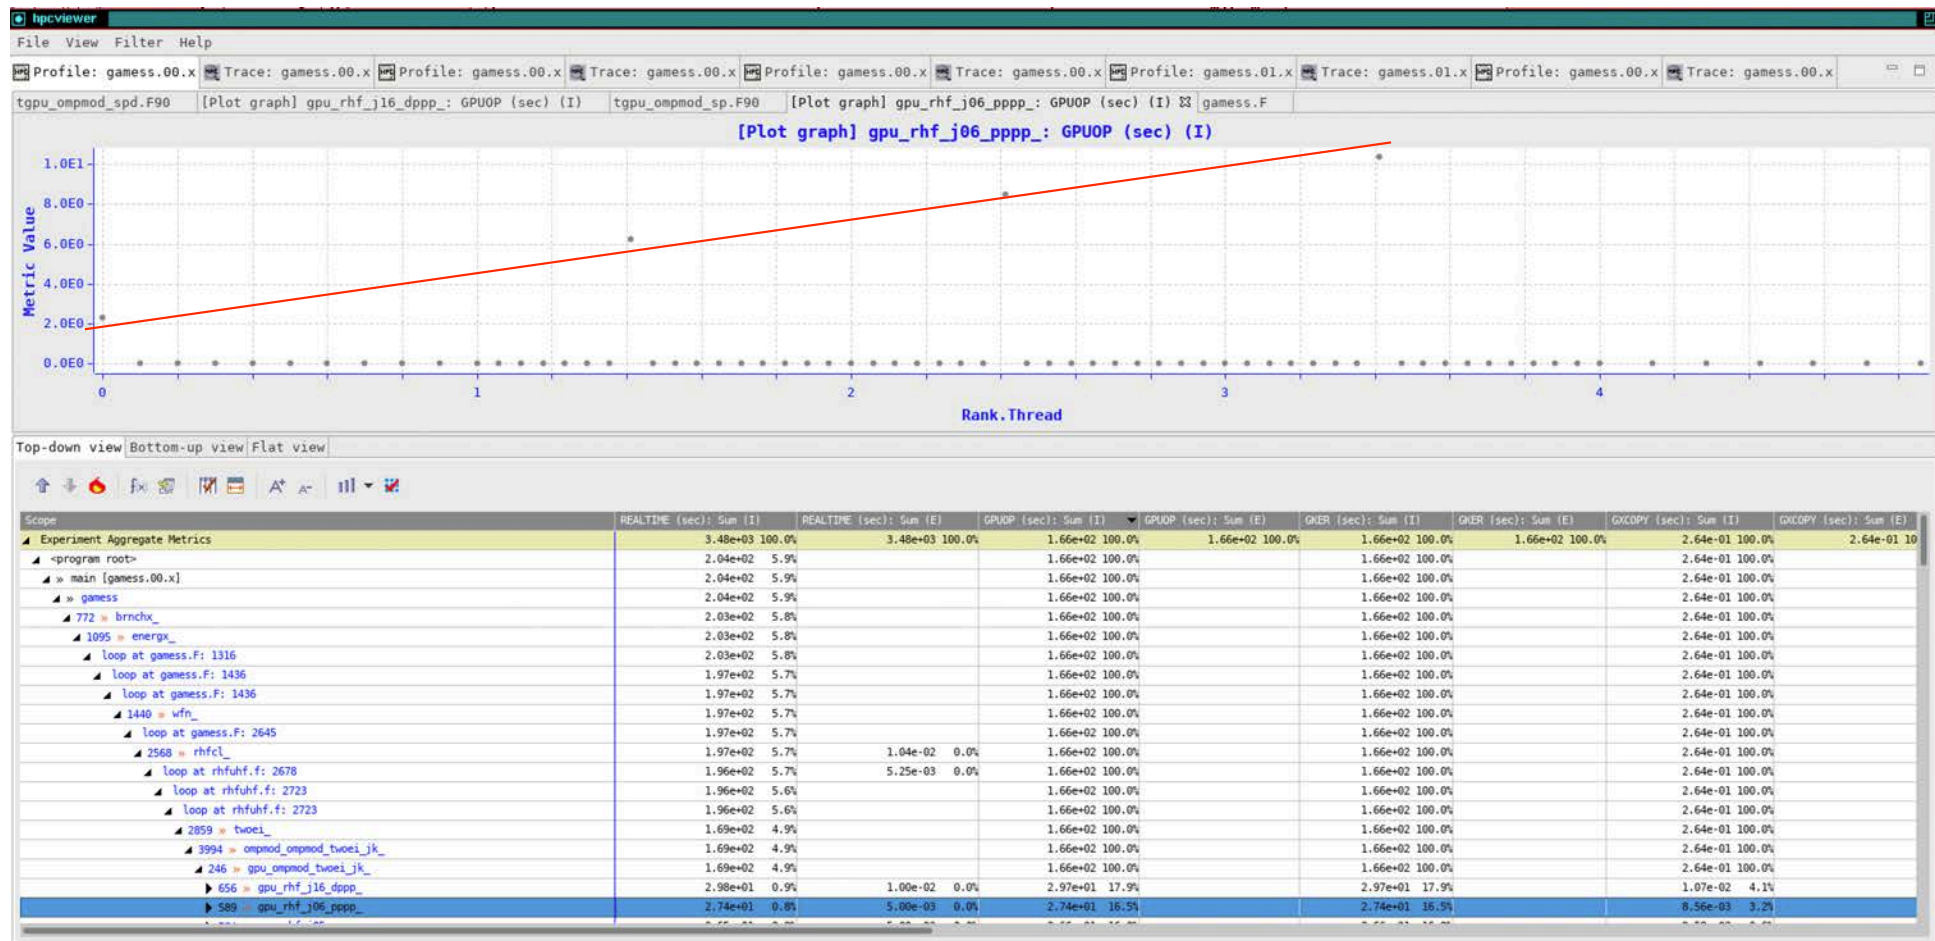 hpcviewer
File View Filter Help
Profile: gamess.00.x Trace: gamess.00.x Profile: gamess.00.x Trace: gamess.00.x Profile: gamess.00.x Trace: gamess.00.x Profile: gamess.01.x Trace: gamess.01.x Profile: gamess.00.x Trace: gamess.00.x
tgpu_ompmod_spd.F90 [Plot graph] gpu_rhf_j16_dppp_: GPUOP (sec) (I) tgpu_ompmod_sp.F90 [Plot graph] gpu_rhf_j06_pppp_: GPUOP (sec) (I) gamess.F
[Plot graph] gpu_rhf_j06_pppp_: GPUOP (sec) (I)
1.0E1
8.0E0
6.0E0
4.0E0
2.0E0
0.0E0
Metric Value
0 1 2 3 4
Rank.Thread
Top-down view Bottom-up view Flat view
Scope REALTIME (sec): Sum (I) REALTIME (sec): Sum (E) GPUOP (sec): Sum (I) GPUOP (sec): Sum (E) GKER (sec): Sum (I) GKER (sec): Sum (E) GXCOPY (sec): Sum (I) GXCOPY (sec): Sum (E)
Experiment Aggregate Metrics 3.48e+03 100.0% 3.48e+03 100.0% 1.66e+02 100.0% 1.66e+02 100.0% 1.66e+02 100.0% 1.66e+02 100.0% 2.64e-01 100.0% 2.64e-01 10
<program root> 2.04e+02 5.9% 1.66e+02 100.0% 1.66e+02 100.0% 2.64e-01 100.0%
» main [gamess.00.x] 2.04e+02 5.9% 1.66e+02 100.0% 1.66e+02 100.0% 2.64e-01 100.0%
» gamess 2.04e+02 5.9% 1.66e+02 100.0% 1.66e+02 100.0% 2.64e-01 100.0%
772 » brnchx_ 2.03e+02 5.8% 1.66e+02 100.0% 1.66e+02 100.0% 2.64e-01 100.0%
1095 » energx_ 2.03e+02 5.8% 1.66e+02 100.0% 1.66e+02 100.0% 2.64e-01 100.0%
loop at gamess.F: 1316 2.03e+02 5.8% 1.66e+02 100.0% 1.66e+02 100.0% 2.64e-01 100.0%
loop at gamess.F: 1436 1.97e+02 5.7% 1.66e+02 100.0% 1.66e+02 100.0% 2.64e-01 100.0%
loop at gamess.F: 1436 1.97e+02 5.7% 1.66e+02 100.0% 1.66e+02 100.0% 2.64e-01 100.0%
1440 » wfn_ 1.97e+02 5.7% 1.66e+02 100.0% 1.66e+02 100.0% 2.64e-01 100.0%
loop at gamess.F: 2645 1.97e+02 5.7% 1.66e+02 100.0% 1.66e+02 100.0% 2.64e-01 100.0%
2568 » rhfcl_ 1.97e+02 5.7% 1.04e-02 0.0% 1.66e+02 100.0% 1.66e+02 100.0% 2.64e-01 100.0%
loop at rhfuhf.f: 2678 1.96e+02 5.7% 5.25e-03 0.0% 1.66e+02 100.0% 1.66e+02 100.0% 2.64e-01 100.0%
loop at rhfuhf.f: 2723 1.96e+02 5.6% 1.66e+02 100.0% 1.66e+02 100.0% 2.64e-01 100.0%
loop at rhfuhf.f: 2723 1.96e+02 5.6% 1.66e+02 100.0% 1.66e+02 100.0% 2.64e-01 100.0%
2859 » twoei_ 1.69e+02 4.9% 1.66e+02 100.0% 1.66e+02 100.0% 2.64e-01 100.0%
3994 » ompmod_ompmod_twoei_jk_ 1.69e+02 4.9% 1.66e+02 100.0% 1.66e+02 100.0% 2.64e-01 100.0%
246 » gpu_ompmod_twoei_jk_ 1.69e+02 4.9% 1.66e+02 100.0% 1.66e+02 100.0% 2.64e-01 100.0%
656 » gpu_rhf_j16_dppp_ 2.98e+01 0.9% 1.00e-02 0.0% 2.97e+01 17.9% 2.97e+01 17.9% 1.07e-02 4.1%
589 » gpu_rhf_j06_pppp_ 2.74e+01 0.8% 5.00e-03 0.0% 2.74e+01 16.5% 2.74e+01 16.5% 8.56e-03 3.2%